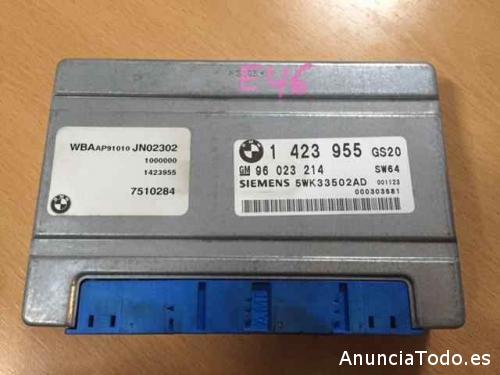 E46
WBAAP91010 JN02302
1000000
1423955
7510284
1 423 955 GS20
GM 96 023 214 SW64
SIEMENS 5WK33502AD 001123
000303681
AnunciaTodo.es